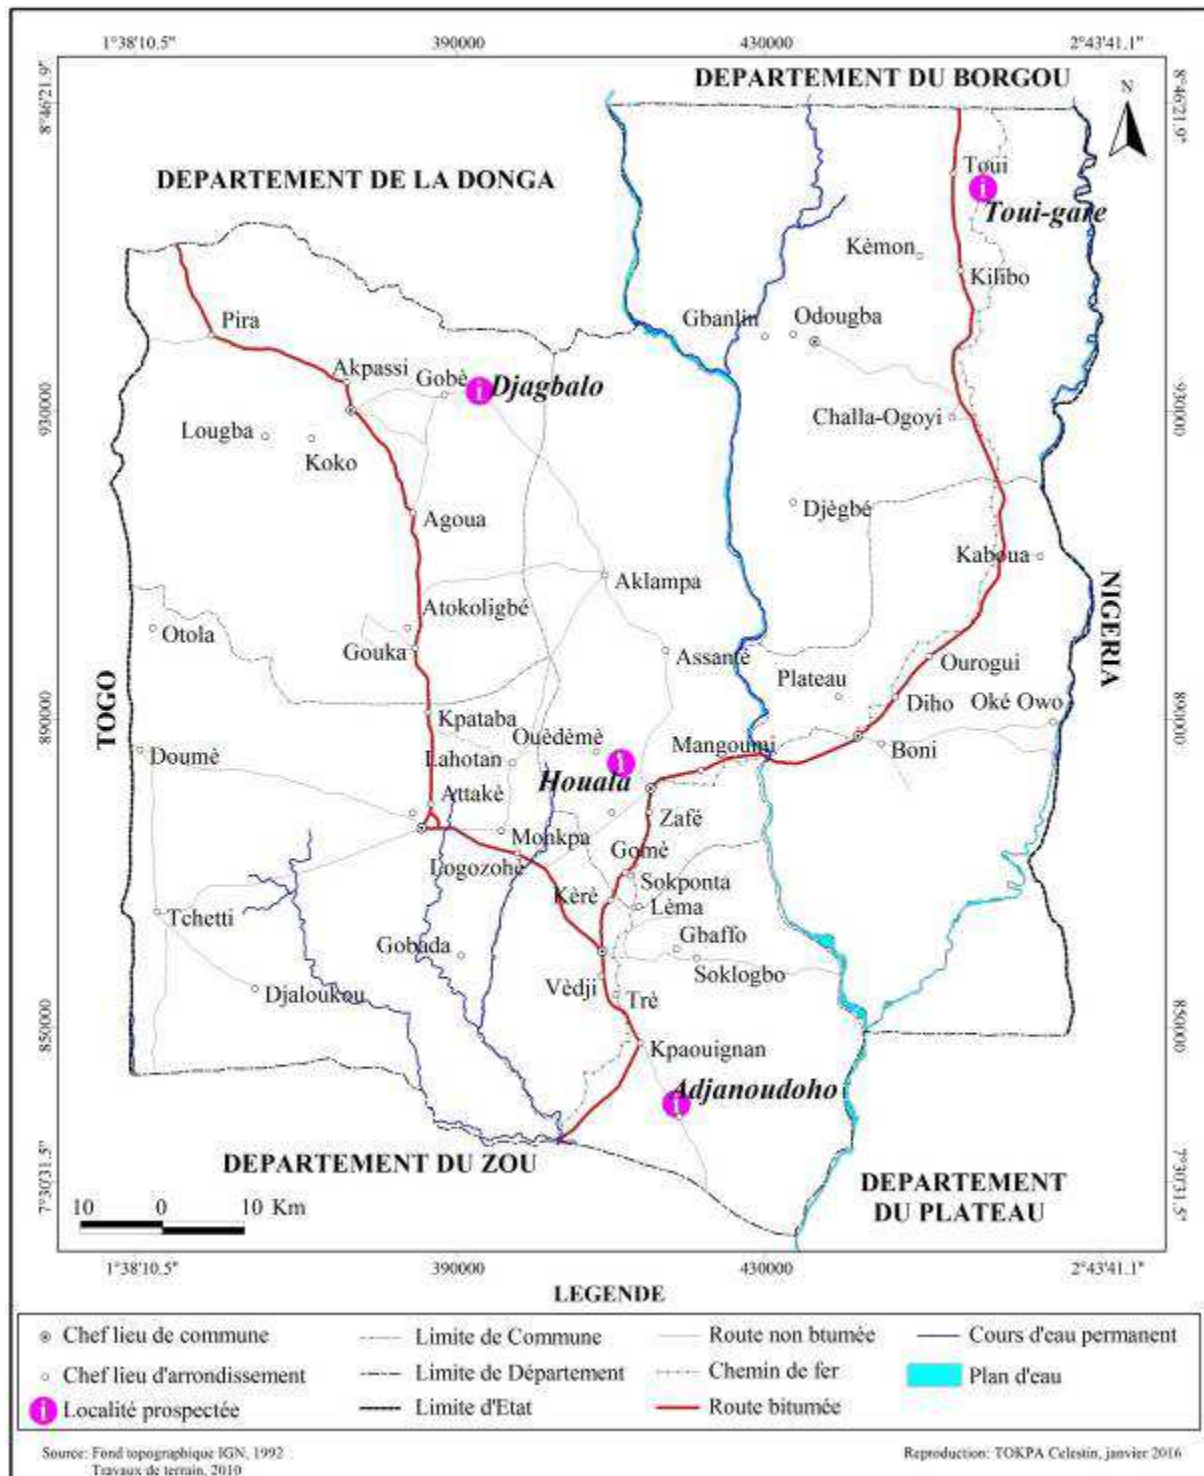 1°38'10.5" 390000 430000 2°43'41.1"
8°46'21.9"
8°46'21.9"
DEPARTEMENT DU BORGOU
N
DEPARTEMENT DE LA DONGA
Toui
Toui-gare
Kèmon
Kilibo
Pira
Gbanlin
Odougba
Akpassi
Gobè
Djagbalo
930000
930000
Challa-Ogoyi
Lougba
Koko
Agoua
Djègbé
Kaboua
Aklampa
NIGERIA
Atokoligbé
Otola
Gouka
Assanté
Ourogui
TOGO
Plateau
Diho
Oké Owo
890000
890000
Kpataba
Ouèdèmè
Mangoumi
Boni
Doumè
Lahotan
Houala
Attakè
Zafé
Monkpa
Logozohè
Gomè
Sokponta
Kèrè
Lèma
Tchetti
Gobada
Gbaffo
Soklogbo
Vèdji
Djaloukou
Trè
850000
850000
Kpaouignan
Adjanoudoho
DEPARTEMENT DU ZOU
DEPARTEMENT
DU PLATEAU
7°30'31.5"
7°30'31.5"
10 0 10 Km
1°38'10.5" 390000 430000 2°43'41.1"
LEGENDE
Chef lieu de commune
Limite de Commune
Route non btumée
Cours d'eau permanent
Chef lieu d'arrondissement
Limite de Département
Chemin de fer
Plan d'eau
i Localité prospectée
Limite d'Etat
Route bitumée
Source: Fond topographique IGN, 1992
Travaux de terrain, 2010
Reproduction: TOKPA Celestin, janvier 2016